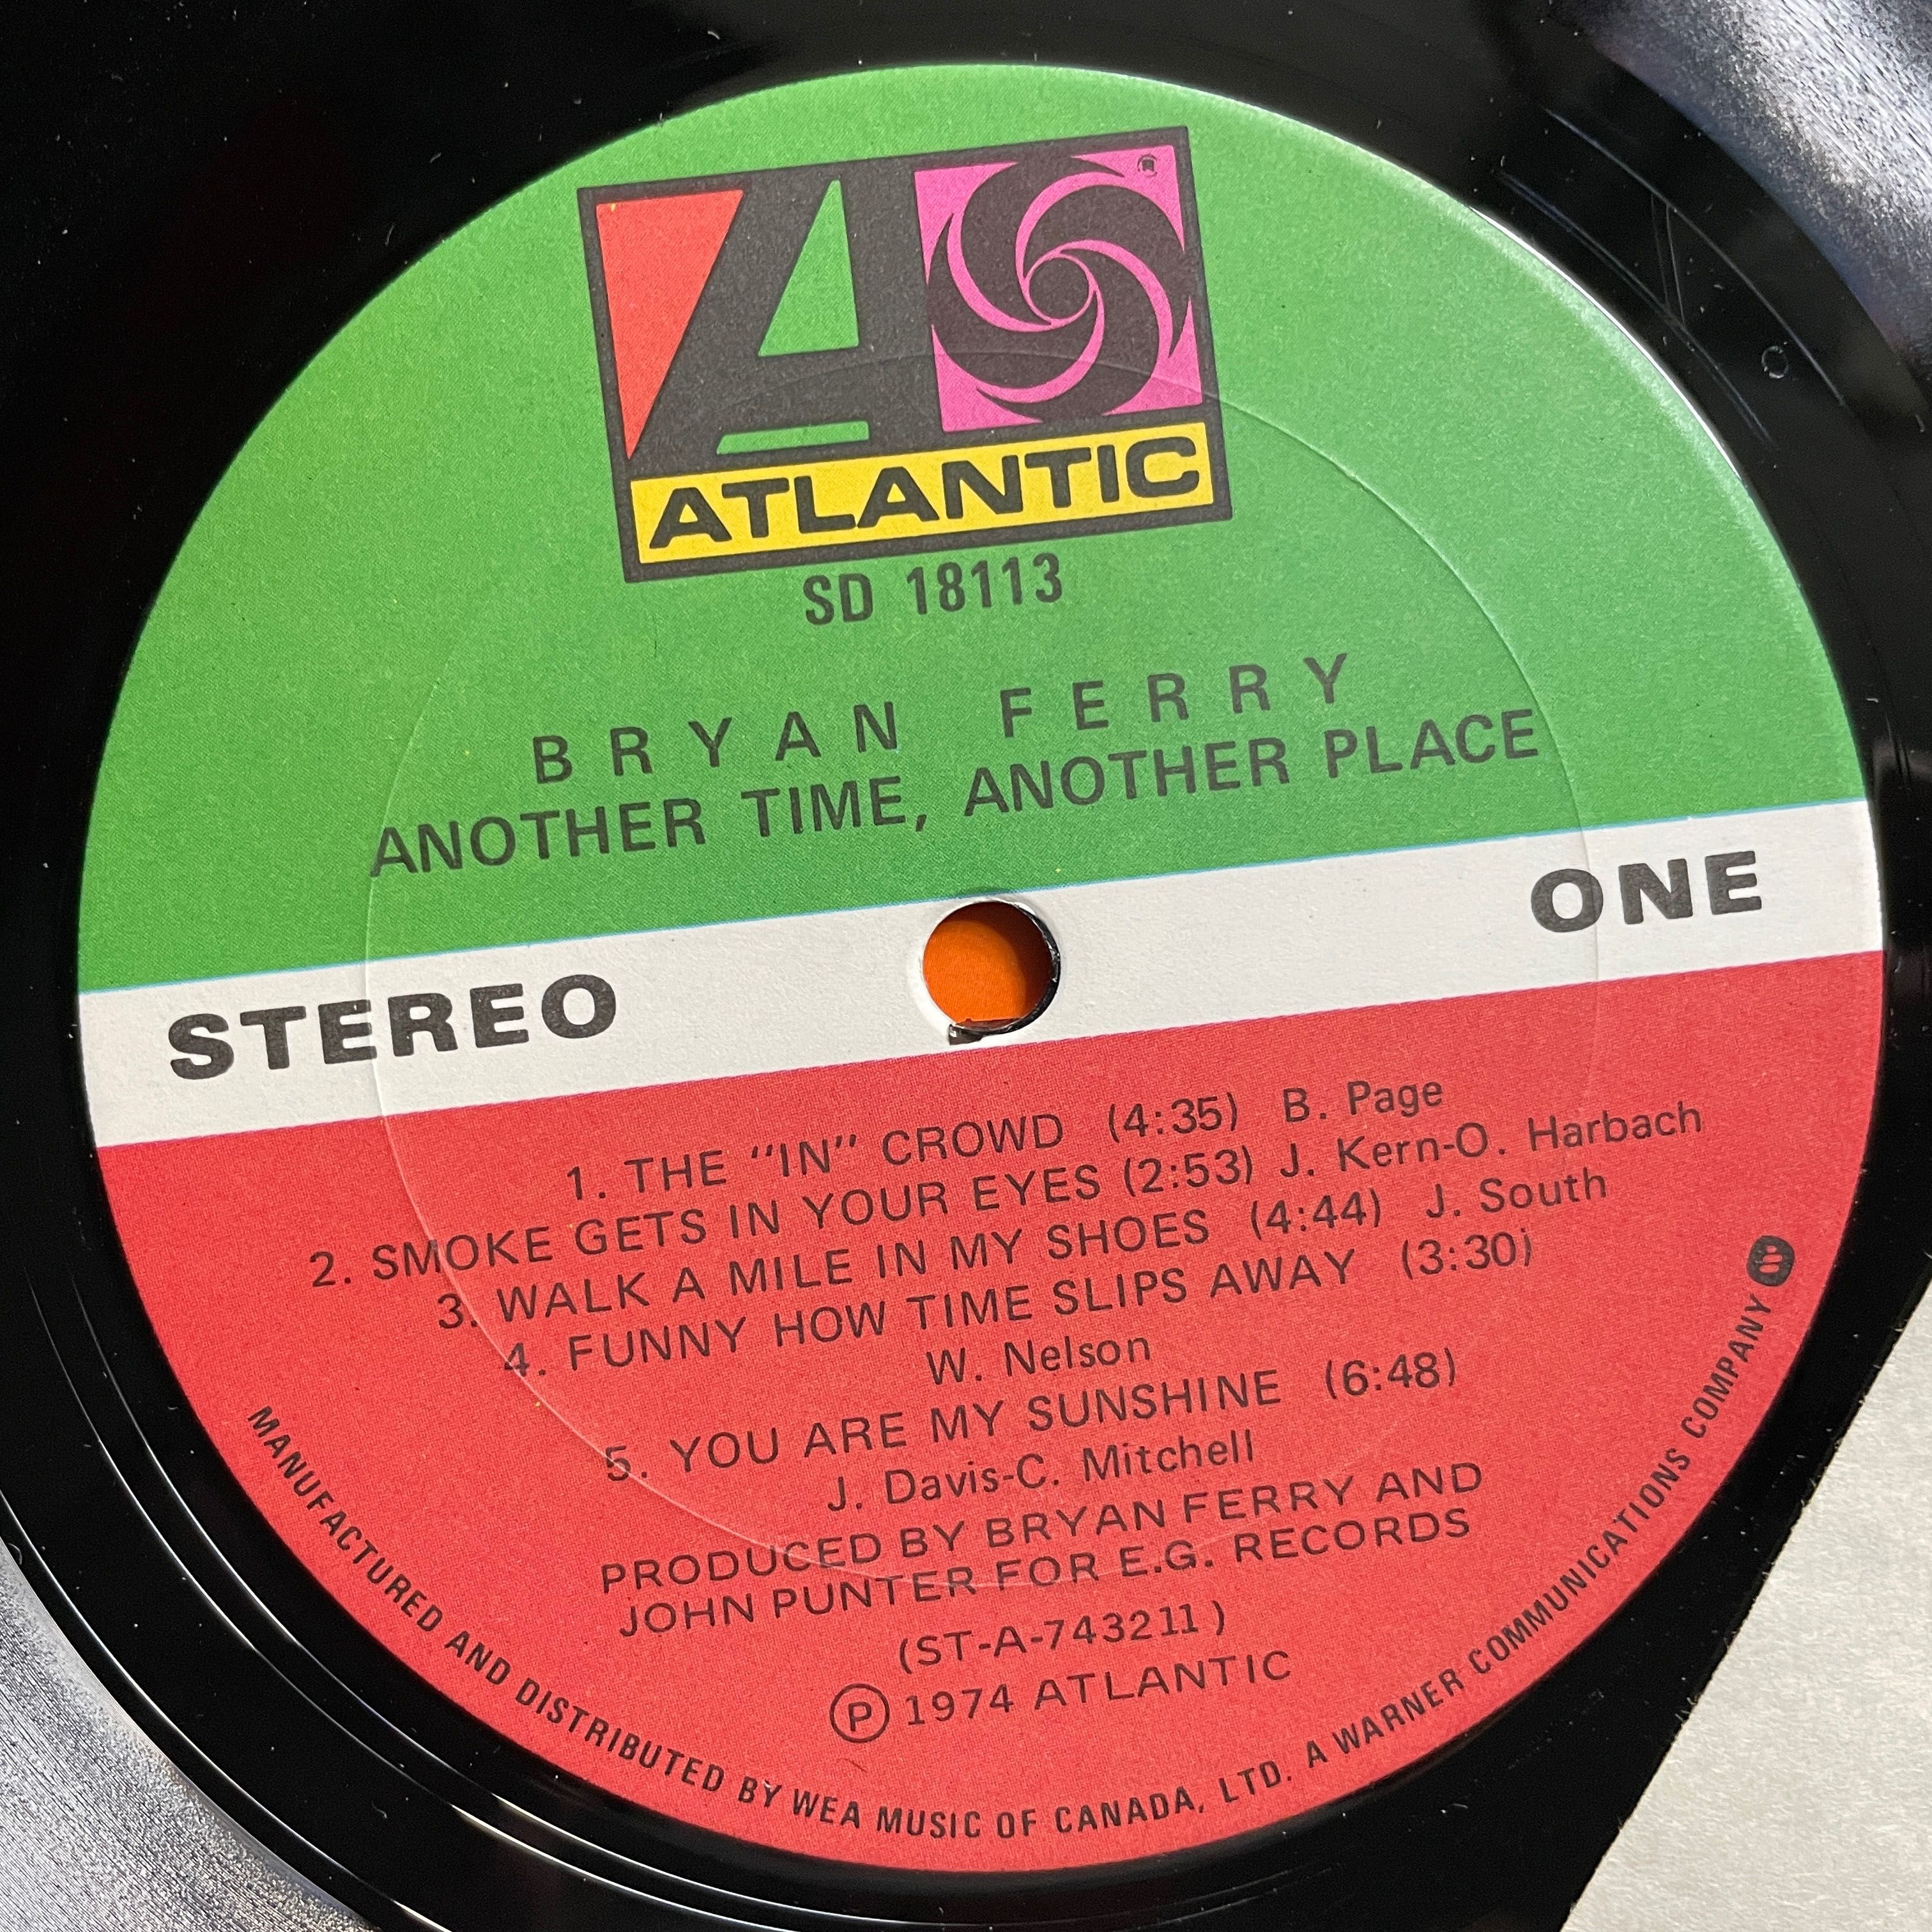 ATLANTIC
SD 18113
BRYAN FERRY
ANOTHER TIME, ANOTHER PLACE
STEREO ONE
1. THE "IN" CROWD (4:35) B. Page
2. SMOKE GETS IN YOUR EYES (2:53) J. Kern-O. Harbach
3. WALK A MILE IN MY SHOES (4:44) J. South
4. FUNNY HOW TIME SLIPS AWAY (3:30)
W. Nelson
5. YOU ARE MY SUNSHINE (6:48)
J. Davis-C. Mitchell
PRODUCED BY BRYAN FERRY AND
JOHN PUNTER FOR E.G. RECORDS
(ST-A-743211)
Ⓟ 1974 ATLANTIC
MANUFACTURED AND DISTRIBUTED BY WEA MUSIC OF CANADA, LTD. A WARNER COMMUNICATIONS COMPANY